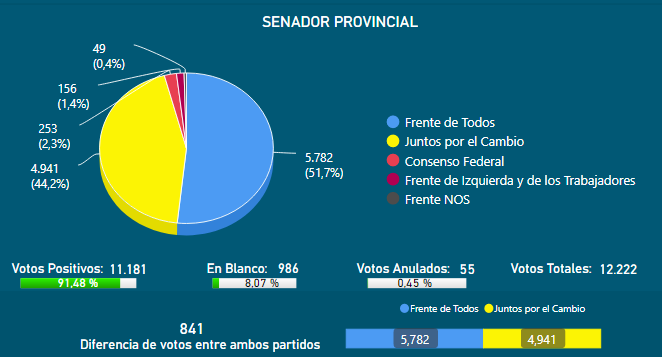 SENADOR PROVINCIAL
49
(0,4%)
156
(1,4%)
253
(2,3%)
4.941
(44,2%)
5.782
(51,7%)
Frente de Todos
Juntos por el Cambio
Consenso Federal
Frente de Izquierda y de los Trabajadores
Frente NOS
Votos Positivos: 11.181
91,48 %
En Blanco: 986
8,07 %
Votos Anulados: 55
0,45 %
Votos Totales: 12.222
Frente de Todos Juntos por el Cambio
841
Diferencia de votos entre ambos partidos
5,782 4,941